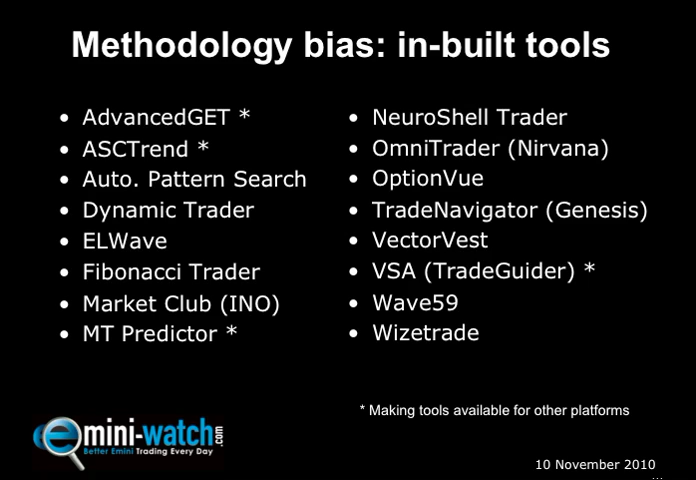 Methodology bias: in-built tools
• AdvancedGET *
• ASCTrend *
• Auto. Pattern Search
• Dynamic Trader
• ELWave
• Fibonacci Trader
• Market Club (INO)
• MT Predictor *
• NeuroShell Trader
• OmniTrader (Nirvana)
• OptionVue
• TradeNavigator (Genesis)
• VectorVest
• VSA (TradeGuider) *
• Wave59
• Wizetrade
* Making tools available for other platforms
emini-watch.com
Better Emini Trading Every Day
10 November 2010